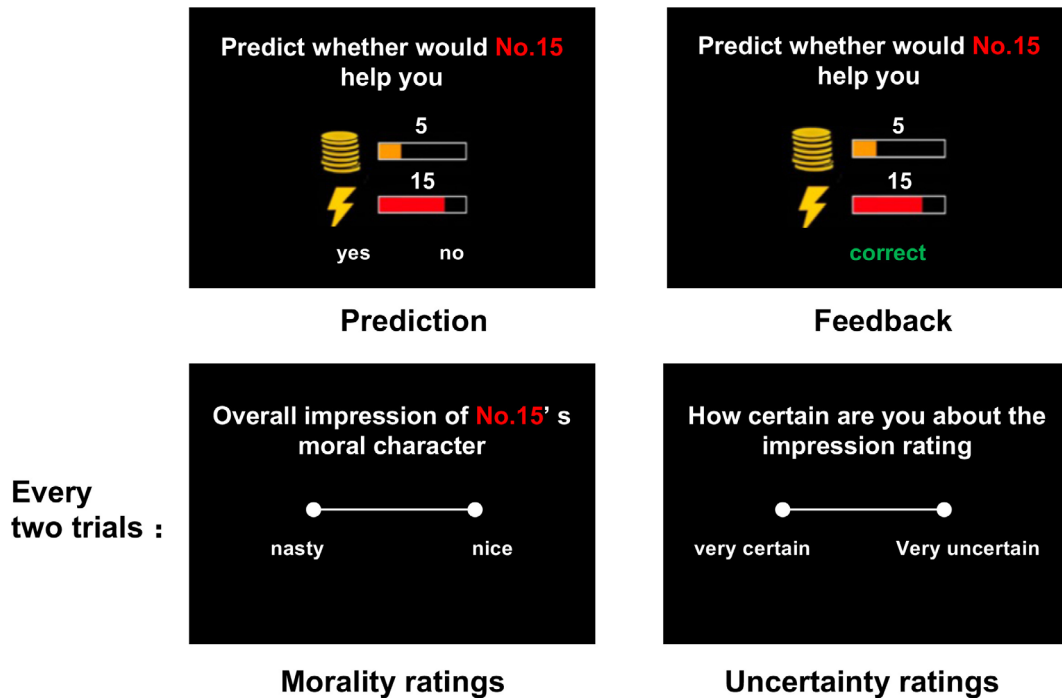 Predict whether would No.15
help you
5
15
yes no
Prediction
Predict whether would No.15
help you
5
15
correct
Feedback
Every
two trials：
Overall impression of No.15’ s
moral character
nasty nice
Morality ratings
How certain are you about the
impression rating
very certain Very uncertain
Uncertainty ratings